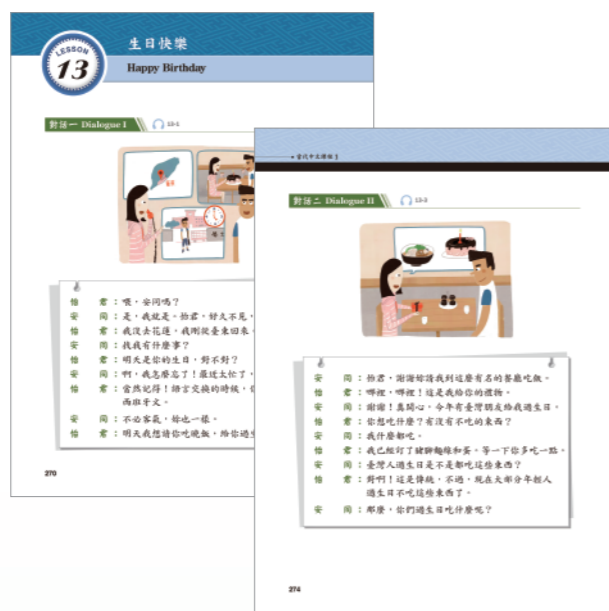 LESSON
13
生日快樂
Happy Birthday
對話一 Dialogue I
13-1
怡 君：喂，安同嗎？
安 同：是，我就是。怡君，好久不見，
怡 君：我沒去花蓮，我剛從臺東回來。
安 同：找我有什麼事？
怡 君：明天是你的生日，對不對？
安 同：啊，我怎麼忘了！最近太忙了，
怡 君：當然記得！語言交換的時候，
西班牙文。
安 同：不必客氣，妳也一樣。
怡 君：明天我想請你吃晚飯，給你過生
270
當代中文課程 1
對話二 Dialogue II
13-3
安 同：怡君，謝謝妳請我到這麼有名的餐廳吃飯。
怡 君：哪裡，哪裡！這是我給你的禮物。
安 同：謝謝！真開心，今年有臺灣朋友給我過生日。
怡 君：你想吃什麼？有沒有不吃的東西？
安 同：我什麼都吃。
怡 君：我已經訂了豬腳麵線和蛋糕。等一下你多吃一點。
安 同：臺灣人過生日是不是都吃這些東西？
怡 君：對啊！這是傳統，不過，現在大部分年輕人
過生日不吃這些東西了。
安 同：那麼，你們過生日吃什麼呢？
274